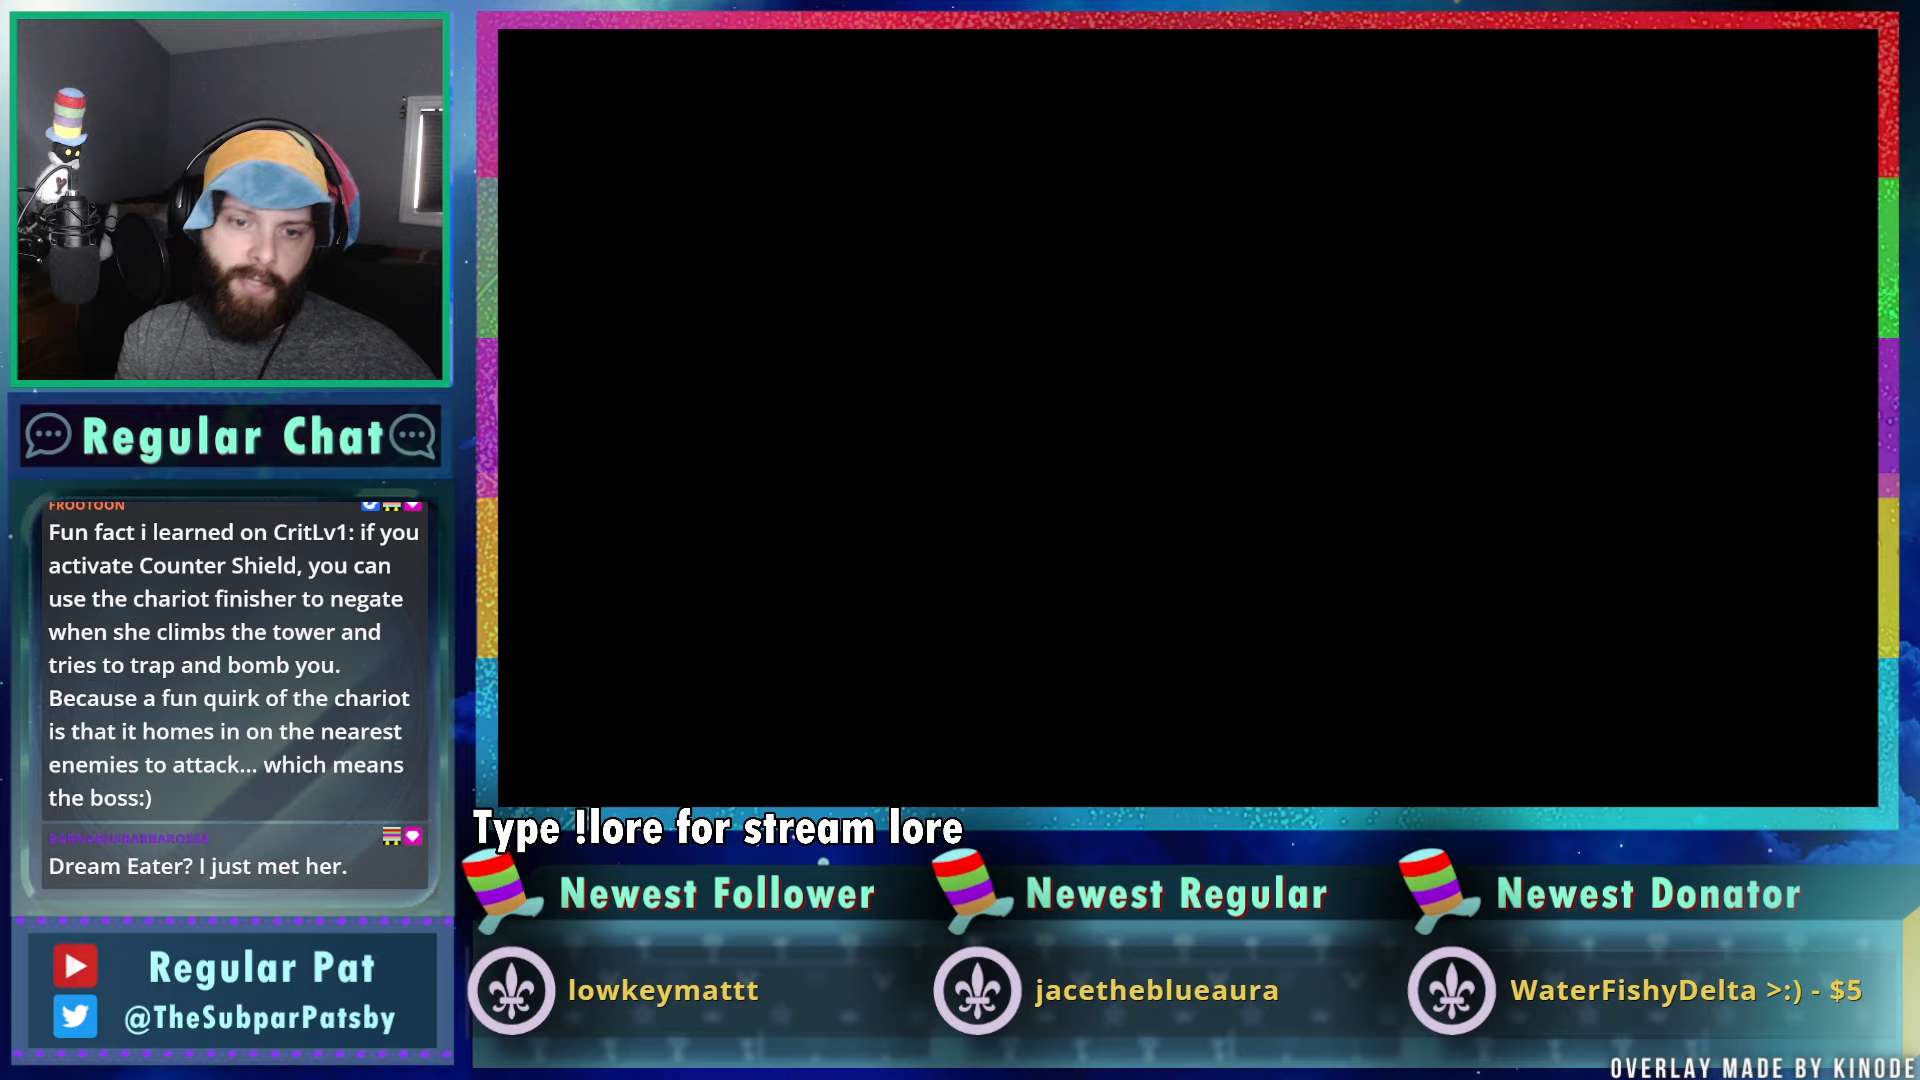 Regular Chat
FROOTOON
Fun fact i learned on CritLv1: if you
activate Counter Shield, you can
use the chariot finisher to negate
when she climbs the tower and
tries to trap and bomb you.
Because a fun quirk of the chariot
is that it homes in on the nearest
enemies to attack... which means
the boss:)
BARNABUSBARBAROSSA
Dream Eater? I just met her.
Regular Pat
@TheSubparPatsby
Type !lore for stream lore
Newest Follower
lowkeymattt
Newest Regular
jacetheblueaura
Newest Donator
WaterFishyDelta >:) - $5
OVERLAY MADE BY KINODE